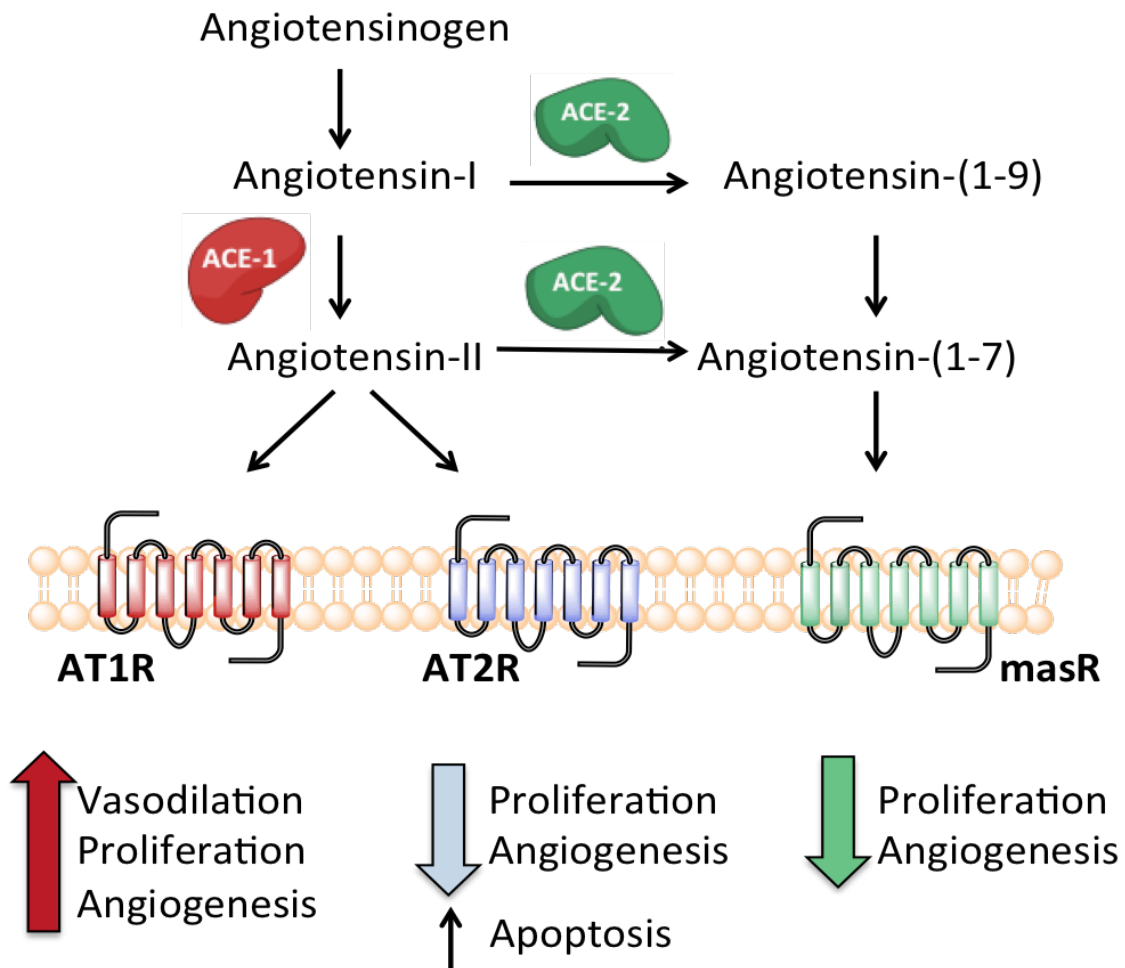 Angiotensinogen
ACE-2
Angiotensin-I
Angiotensin-(1-9)
ACE-1
ACE-2
Angiotensin-II
Angiotensin-(1-7)
AT1R
AT2R
masR
Vasodilation
Proliferation
Angiogenesis
Proliferation
Angiogenesis
Apoptosis
Proliferation
Angiogenesis